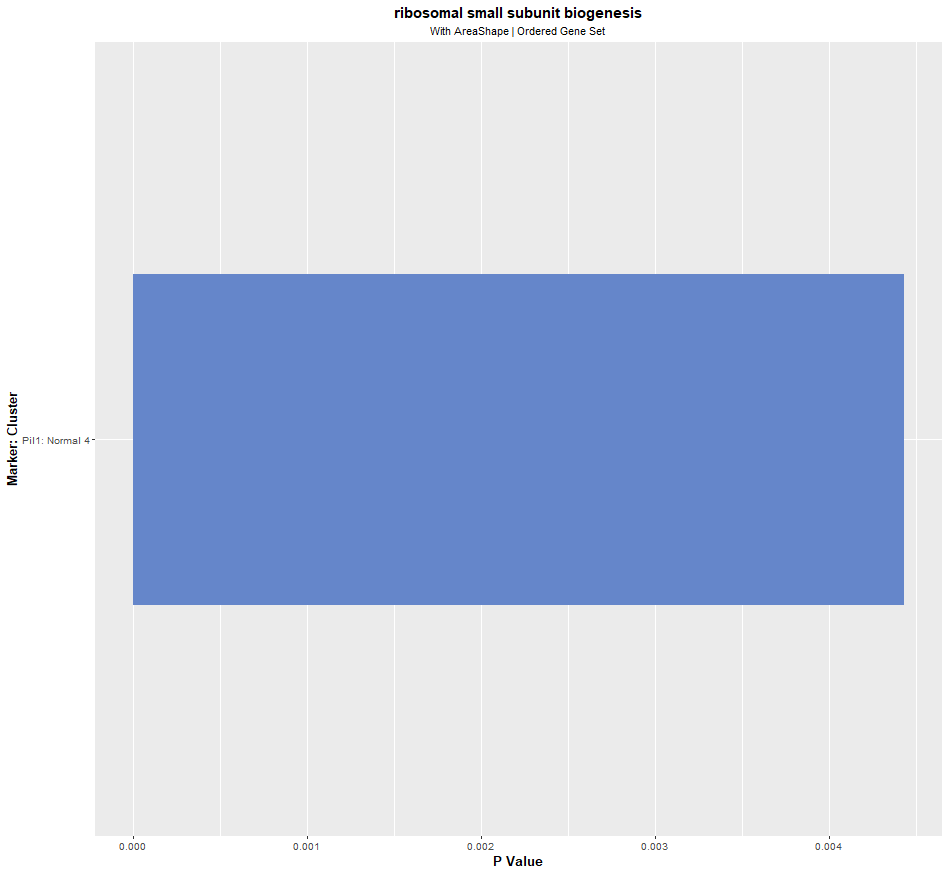 ribosomal small subunit biogenesis
With AreaShape | Ordered Gene Set
Marker: Cluster
Pil1: Normal 4
0.000 0.001 0.002 0.003 0.004
P Value